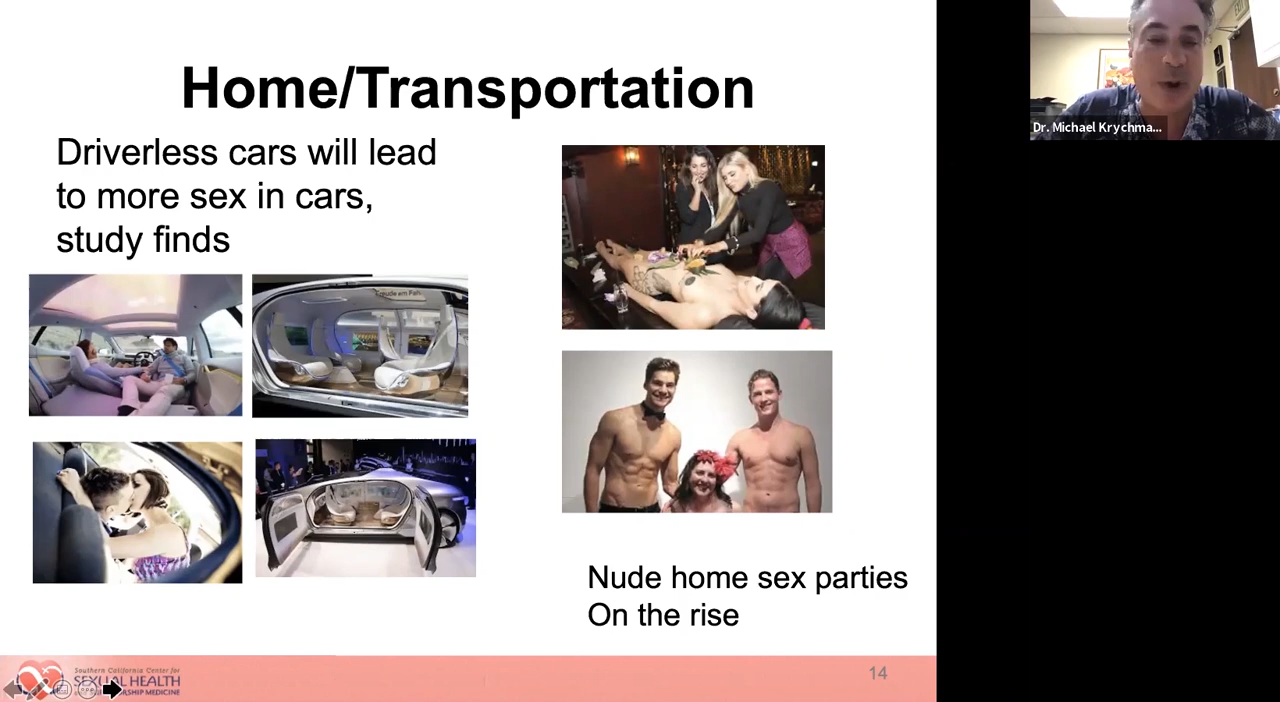 Home/Transportation
Driverless cars will lead
to more sex in cars,
study finds
Nude home sex parties
On the rise
Southern California Center for
SEXUAL HEALTH
SHIP MEDICINE
14
Dr. Michael Krychma...